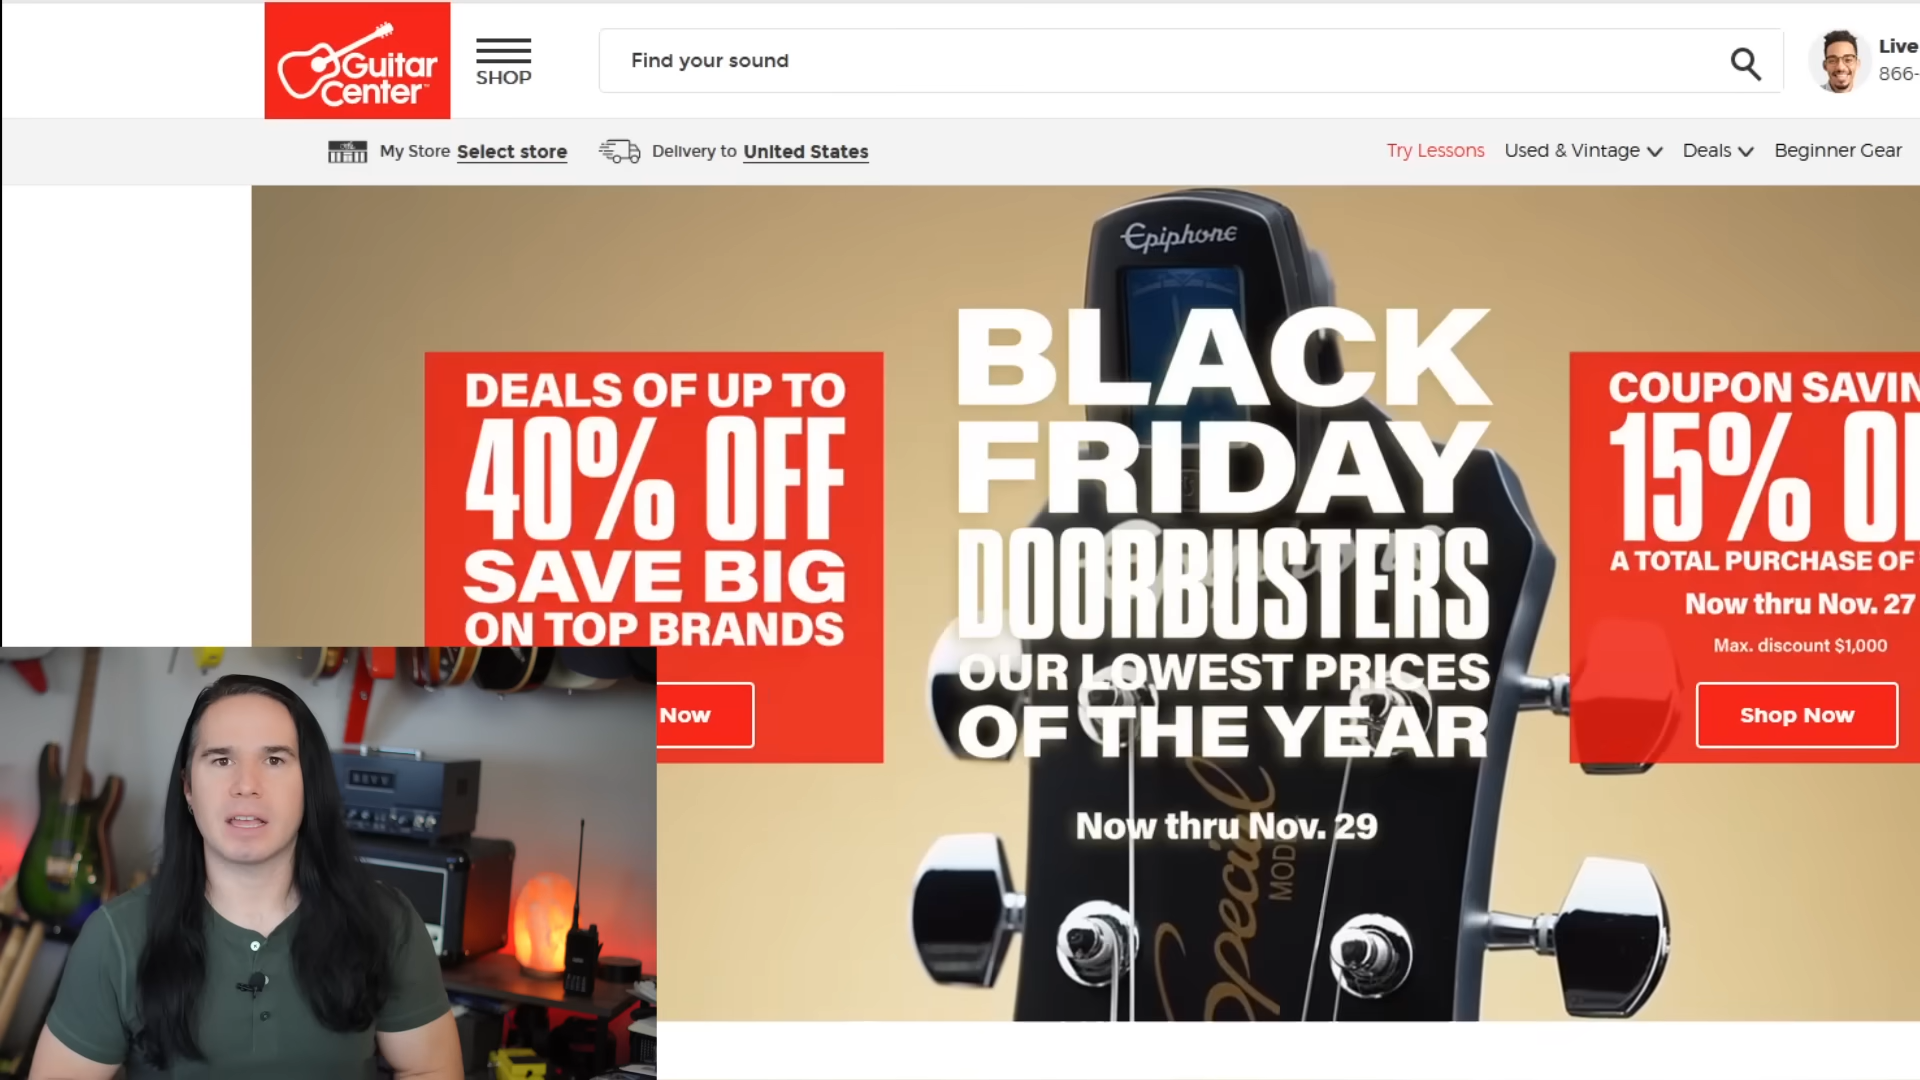 Guitar
Center
SHOP
Find your sound
Live
866-
My Store Select store
Delivery to United States
Try Lessons
Used & Vintage
Deals
Beginner Gear
Epiphone
DEALS OF UP TO
40% OFF
SAVE BIG
ON TOP BRANDS
Now
BLACK
FRIDAY
DOORBUSTERS
OUR LOWEST PRICES
OF THE YEAR
Now thru Nov. 29
Special
MODEL
COUPON SAVIN
15% O
A TOTAL PURCHASE OF
Now thru Nov. 27
Max. discount $1,000
Shop Now
REVV